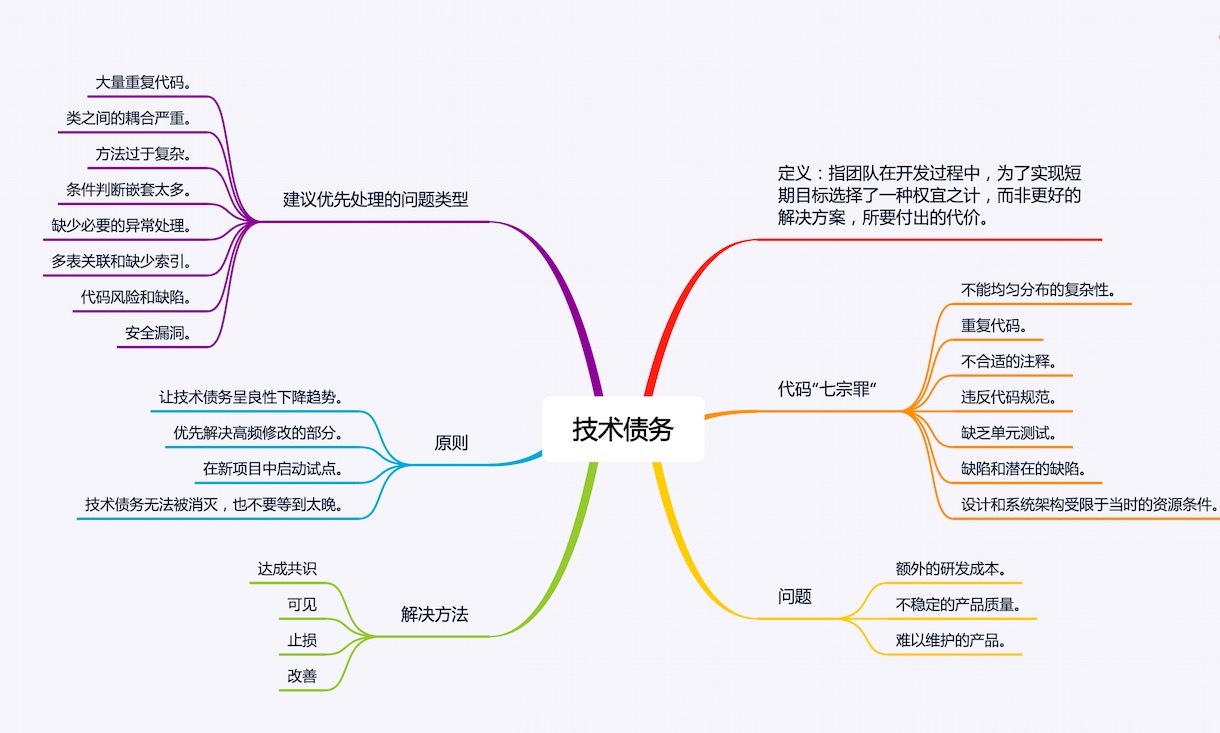 技术债务
定义：指团队在开发过程中，为了实现短
期目标选择了一种权宜之计，而非更好的
解决方案，所要付出的代价。
代码“七宗罪”
不能均匀分布的复杂性。
重复代码。
不合适的注释。
违反代码规范。
缺乏单元测试。
缺陷和潜在的缺陷。
设计和系统架构受限于当时的资源条件。
问题
额外的研发成本。
不稳定的产品质量。
难以维护的产品。
建议优先处理的问题类型
大量重复代码。
类之间的耦合严重。
方法过于复杂。
条件判断嵌套太多。
缺少必要的异常处理。
多表关联和缺少索引。
代码风险和缺陷。
安全漏洞。
原则
让技术债务呈良性下降趋势。
优先解决高频修改的部分。
在新项目中启动试点。
技术债务无法被消灭，也不要等到太晚。
解决方法
达成共识
可见
止损
改善